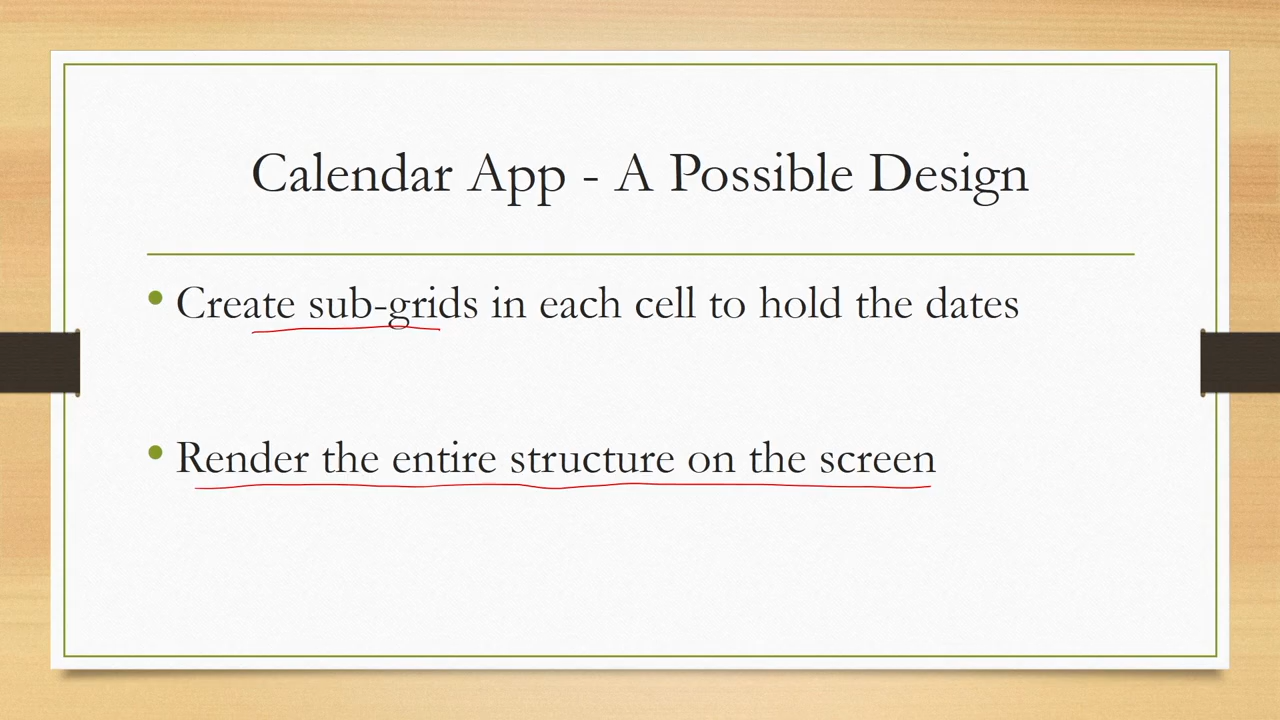 Calendar App - A Possible Design
• Create sub-grids in each cell to hold the dates
• Render the entire structure on the screen